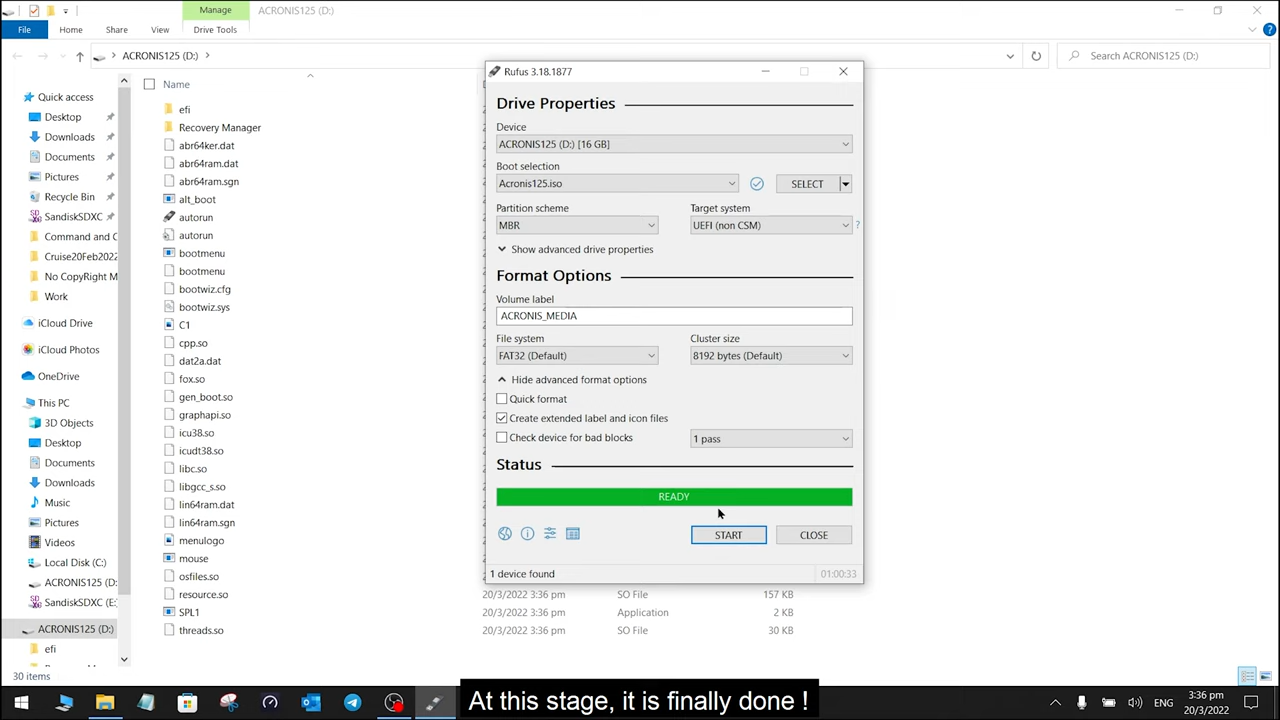 Manage
ACRONIS125 (D:)
File
Home
Share
View
Drive Tools
ACRONIS125 (D:)
Search ACRONIS125 (D:)
Quick access
Desktop
Downloads
Documents
Pictures
Recycle Bin
SandiskSDXC
Command and C
Cruise20Feb2022
No CopyRight M
Work
iCloud Drive
iCloud Photos
OneDrive
This PC
3D Objects
Desktop
Documents
Downloads
Music
Pictures
Videos
Local Disk (C:)
ACRONIS125 (D:
SandiskSDXC (E:
ACRONIS125 (D:)
efi
Name
efi
Recovery Manager
abr64ker.dat
abr64ram.dat
abr64ram.sgn
alt_boot
autorun
autorun
bootmenu
bootmenu
bootwiz.cfg
bootwiz.sys
C1
cpp.so
dat2a.dat
fox.so
gen_boot.so
graphapi.so
icu38.so
icudt38.so
libc.so
libgcc_s.so
lin64ram.dat
lin64ram.sgn
menulogo
mouse
osfiles.so
resource.so
SPL1
threads.so
20/3/2022 3:36 pm SO File 157 KB
20/3/2022 3:36 pm Application 2 KB
20/3/2022 3:36 pm SO File 30 KB
30 items
Rufus 3.18.1877
Drive Properties
Device
ACRONIS125 (D:) [16 GB]
Boot selection
Acronis125.iso
SELECT
Partition scheme
Target system
MBR
UEFI (non CSM)
?
Show advanced drive properties
Format Options
Volume label
ACRONIS_MEDIA
File system
Cluster size
FAT32 (Default)
8192 bytes (Default)
Hide advanced format options
Quick format
Create extended label and icon files
Check device for bad blocks
1 pass
Status
READY
START
CLOSE
1 device found
01:00:33
At this stage, it is finally done !
ENG
3:36 pm
20/3/2022